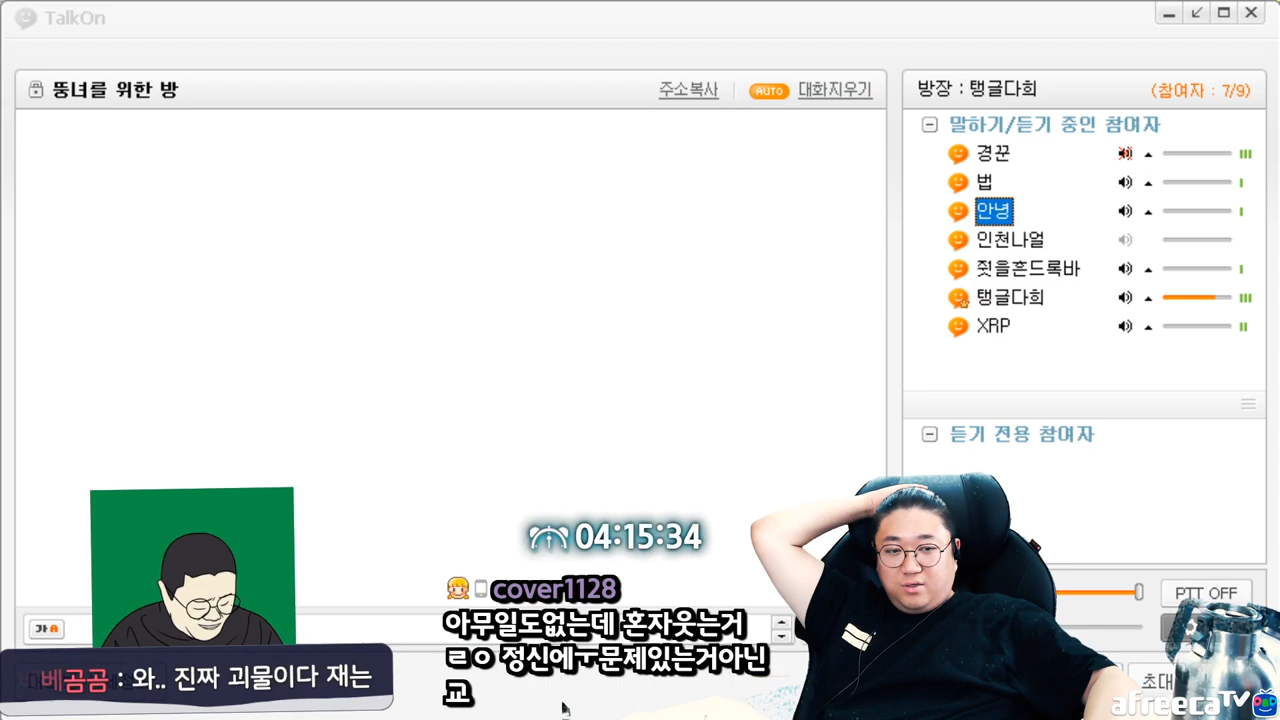 TalkOn
뚱녀를 위한 방
주소복사
AUTO
대화지우기
방장 : 탱글다희
(참여자 : 7/9)
말하기/듣기 중인 참여자
경꾼
법
안녕
인천나얼
젖을흔드록바
탱글다희
XRP
듣기 전용 참여자
04:15:34
cover1128
아무일도없는데 혼자웃는거
ㄹㅇ 정신에ㅜ문제있는거아닌
교
가
PTT OFF
베곰곰 : 와.. 진짜 괴물이다 재는
초대
afreecaTV